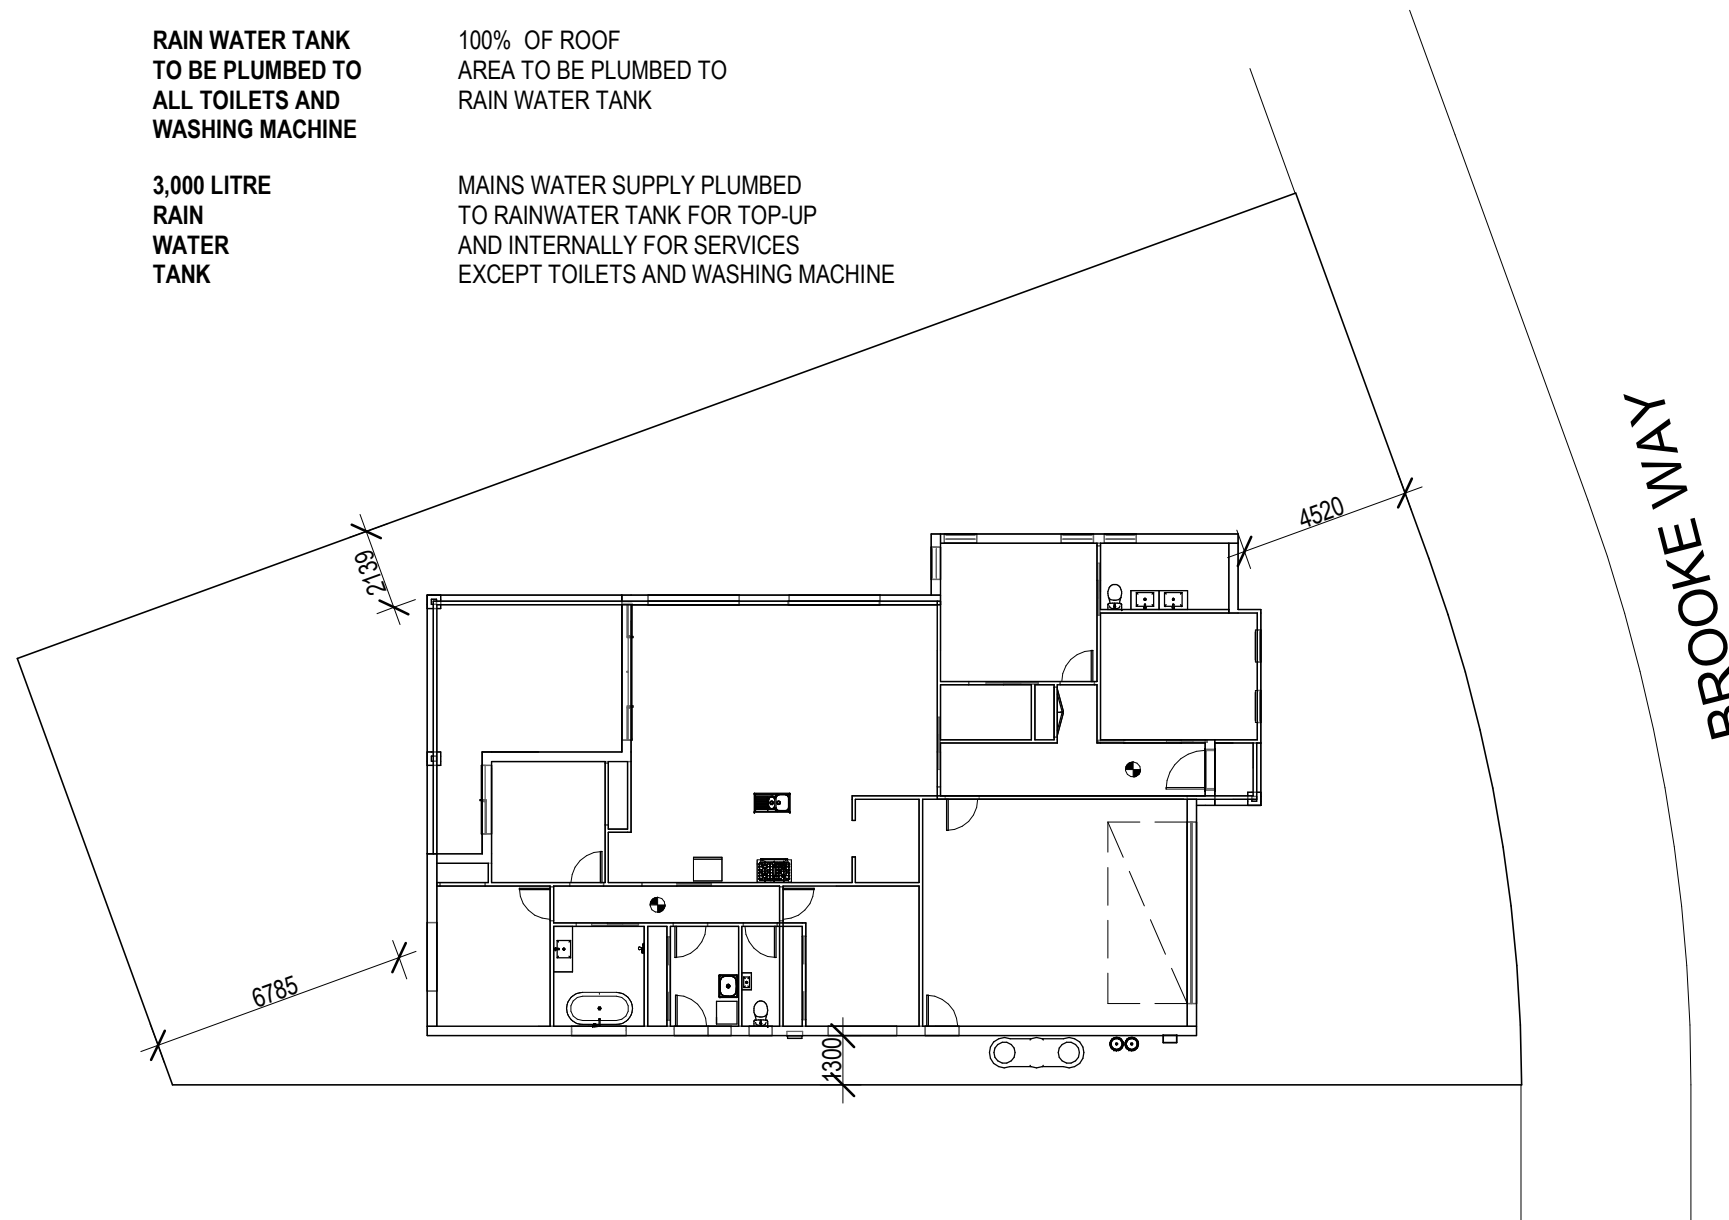 RAIN WATER TANK
TO BE PLUMBED TO
ALL TOILETS AND
WASHING MACHINE
100% OF ROOF
AREA TO BE PLUMBED TO
RAIN WATER TANK
3,000 LITRE
RAIN
WATER
TANK
MAINS WATER SUPPLY PLUMBED
TO RAINWATER TANK FOR TOP-UP
AND INTERNALLY FOR SERVICES
EXCEPT TOILETS AND WASHING MACHINE
BROOKE WAY
4520
2139
6785
1300